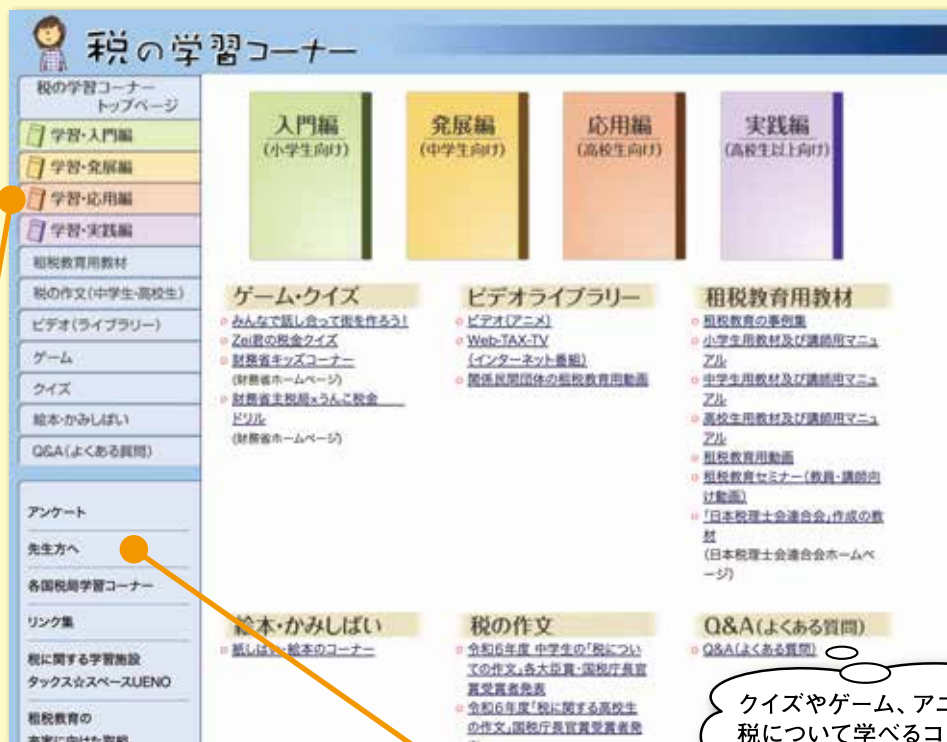 税の学習コーナー
税の学習コーナー
トップページ
学習・入門編
学習・発展編
学習・応用編
学習・実践編
租税教育用教材
税の作文(中学生・高校生)
ビデオ(ライブラリー)
ゲーム
クイズ
絵本・かみしばい
Q&A(よくある質問)
アンケート
先生方へ
各国税局学習コーナー
リンク集
税に関する学習施設
タックス☆スペースUENO
租税教育の
充実に向けた取組
入門編
(小学生向け)
発展編
(中学生向け)
応用編
(高校生向け)
実践編
(高校生以上向け)
ゲーム・クイズ
みんなで話し合って街を作ろう!
Zei君の税金クイズ
財務省キッズコーナー
(財務省ホームページ)
財務省主税局×うんこ税金
ドリル
(財務省ホームページ)
ビデオライブラリー
ビデオ(アニメ)
Web-TAX-TV
(インターネット番組)
関係民間団体の租税教育用動画
租税教育用教材
租税教育の事例集
小学生用教材及び講師用マニュ
アル
中学生用教材及び講師用マニュ
アル
高校生用教材及び講師用マニュ
アル
租税教育用動画
租税教育セミナー(教員・講師向
け動画)
「日本税理士会連合会」作成の教
材
(日本税理士会連合会ホームペ
ージ)
絵本・かみしばい
紙しばい・絵本のコーナー
税の作文
令和6年度 中学生の「税につい
ての作文」各大臣賞・国税庁長官
賞受賞者発表
令和6年度「税に関する高校生
の作文」国税庁長官賞受賞者発
Q&A(よくある質問)
Q&A(よくある質問)
クイズやゲーム、アニ
税について学べるコ